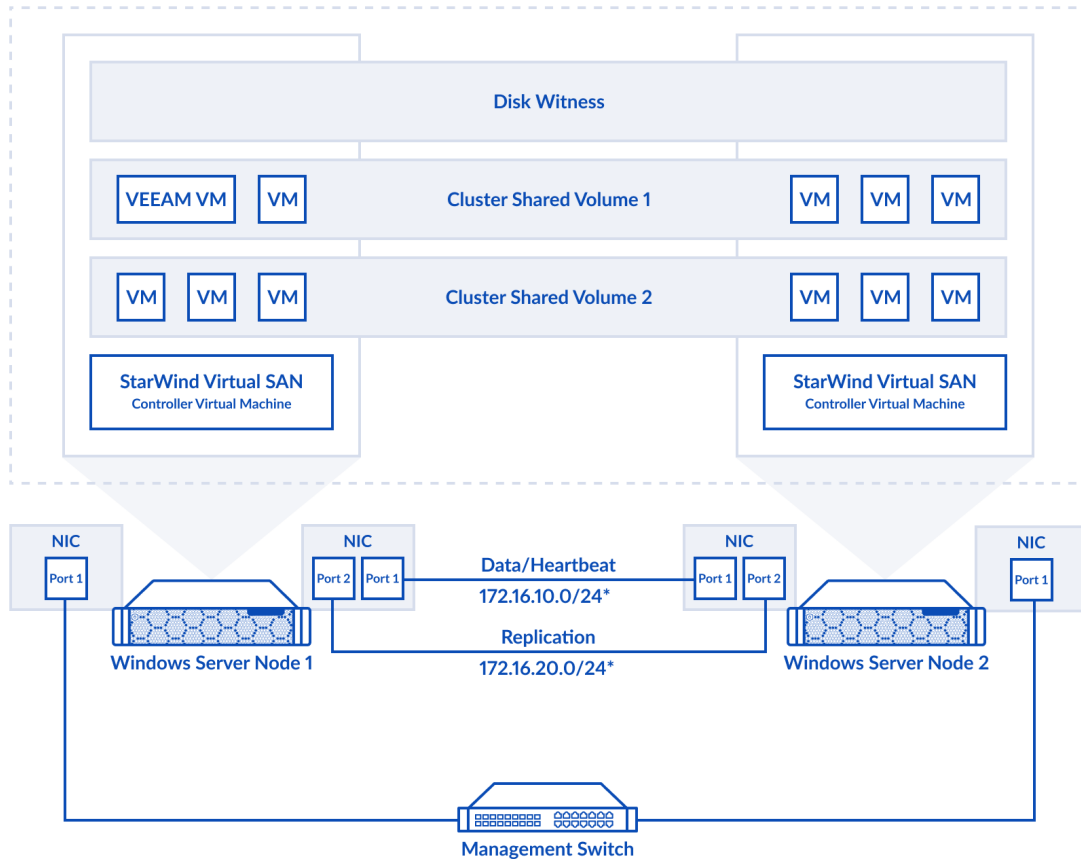 Disk Witness
VEEAM VM VM Cluster Shared Volume 1 VM VM VM
VM VM VM Cluster Shared Volume 2 VM VM VM
StarWind Virtual SAN
Controller Virtual Machine
StarWind Virtual SAN
Controller Virtual Machine
NIC
Port 1
NIC
Port 2 Port 1
Data/Heartbeat
172.16.10.0/24*
Replication
172.16.20.0/24*
NIC
Port 1 Port 2
NIC
Port 1
Windows Server Node 1
Windows Server Node 2
Management Switch